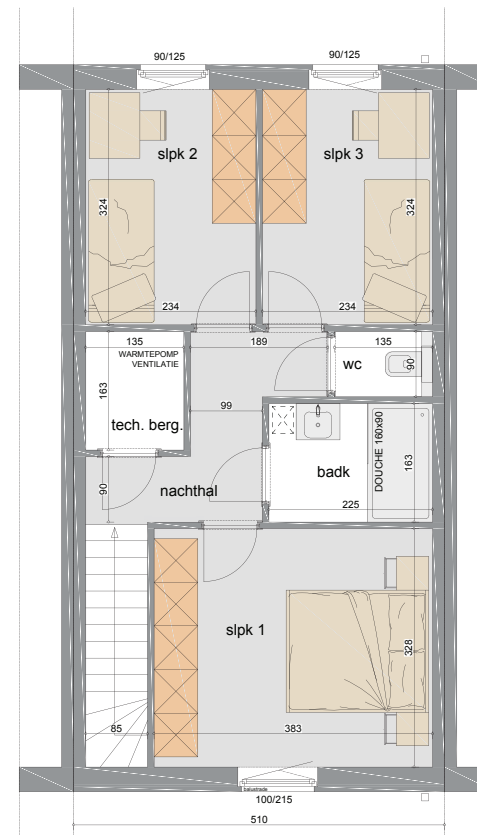 90/125
90/125
slpk 2
slpk 3
324
324
234
234
135
189
135
WARMTEPOMP
VENTILATIE
wc
90
163
99
tech. berg.
DOUCHE 160x90
badk
163
90
nachthal
225
slpk 1
328
85
383
balustrade
100/215
510